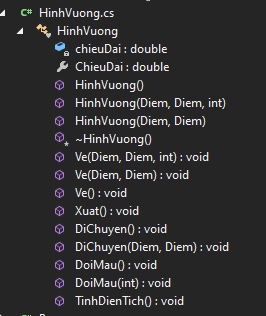 C# HinhVuong.cs
HinhVuong
chieuDai : double
ChieuDai : double
HinhVuong()
HinhVuong(Diem, Diem, int)
HinhVuong(Diem, Diem)
~HinhVuong()
Ve(Diem, Diem, int) : void
Ve(Diem, Diem) : void
Ve() : void
Xuat() : void
DiChuyen() : void
DiChuyen(Diem, Diem) : void
DoiMau() : void
DoiMau(int) : void
TinhDienTich() : void